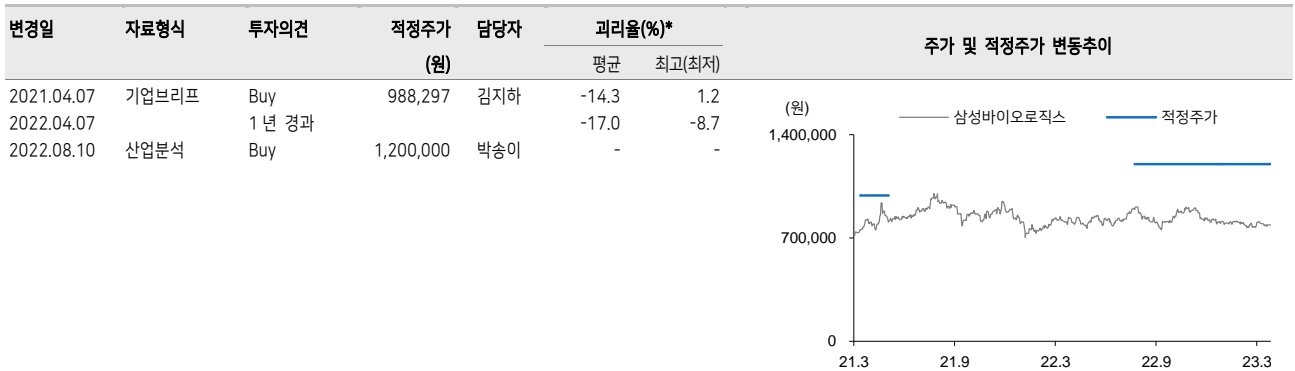 변경일 자료형식 투자의견 적정주가 담당자 괴리율(%)*
(원) 평균 최고(최저)
2021.04.07 기업브리프 Buy 988,297 김지하 -14.3 1.2
2022.04.07 1년 경과 -17.0 -8.7
2022.08.10 산업분석 Buy 1,200,000 박송이 - -
주가 및 적정주가 변동추이
(원) 삼성바이오로직스 적정주가
1,400,000
700,000
0
21.3 21.9 22.3 22.9 23.3